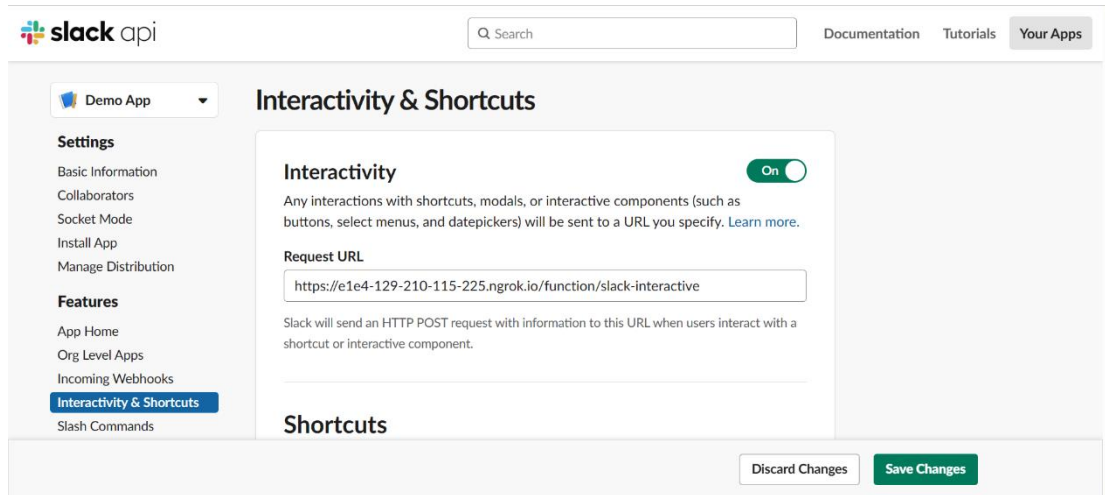 slack api
Search
Documentation
Tutorials
Your Apps
Demo App
Settings
Basic Information
Collaborators
Socket Mode
Install App
Manage Distribution
Features
App Home
Org Level Apps
Incoming Webhooks
Interactivity & Shortcuts
Slash Commands
Interactivity & Shortcuts
Interactivity
On
Any interactions with shortcuts, modals, or interactive components (such as
buttons, select menus, and datepickers) will be sent to a URL you specify. Learn more.
Request URL
https://e1e4-129-210-115-225.ngrok.io/function/slack-interactive
Slack will send an HTTP POST request with information to this URL when users interact with a
shortcut or interactive component.
Shortcuts
Discard Changes
Save Changes